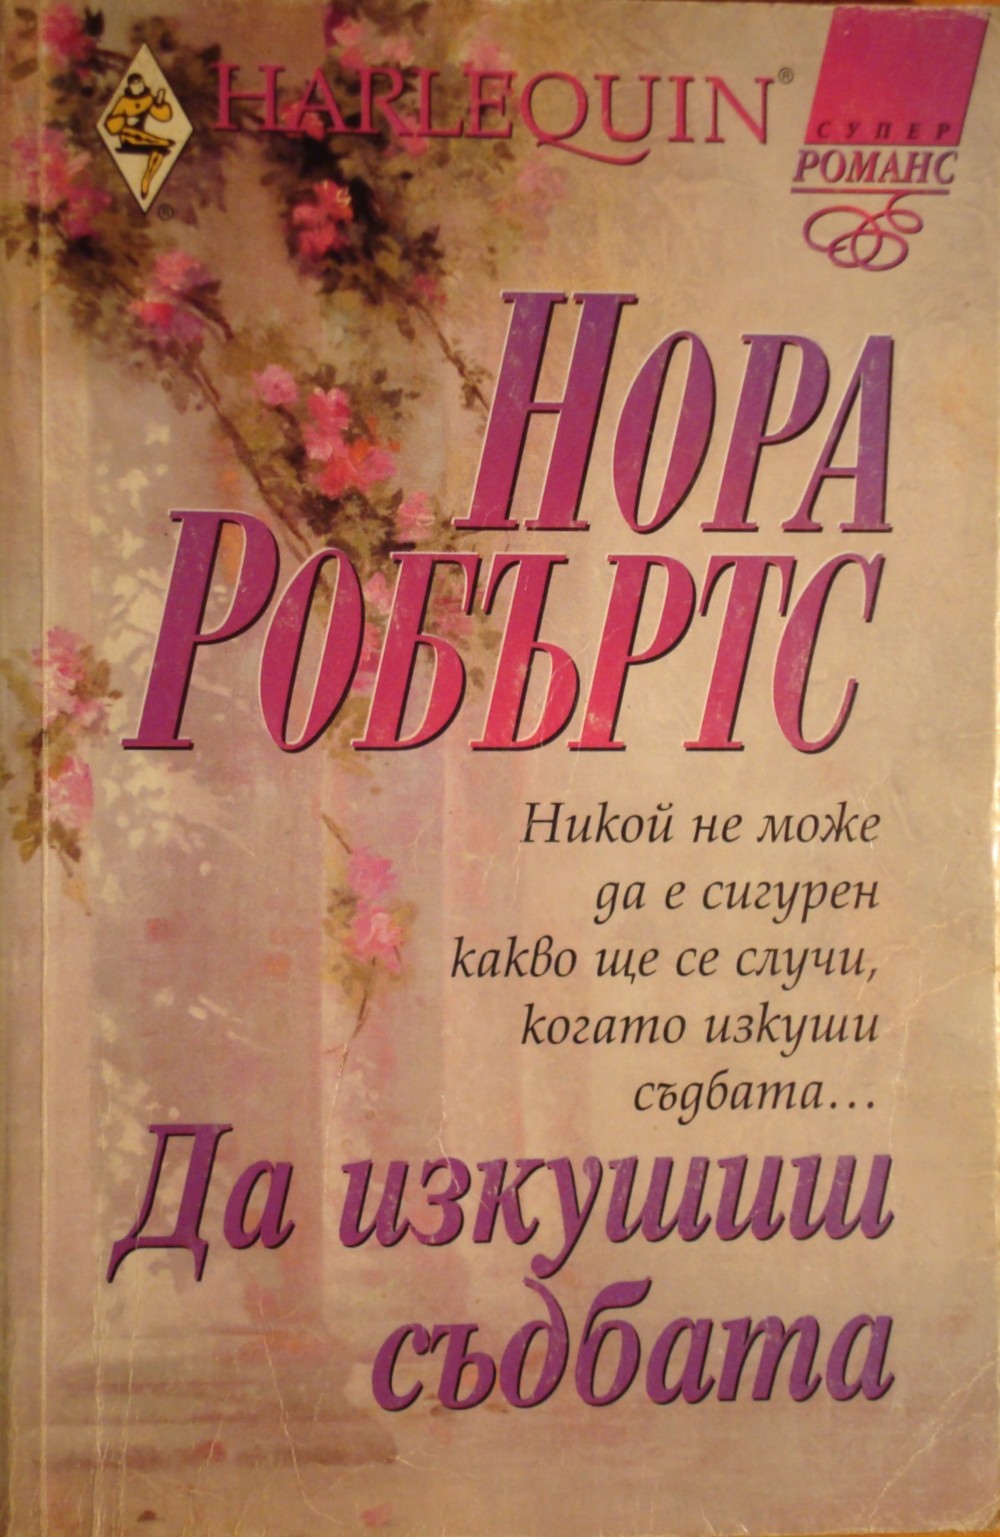 HARLEQUIN®
СУПЕР
РОМАНС
НОРА
РОБЪРТС
Никой не може
да е сигурен
какво ще се случи,
когато изкуши
съдбата...
Да изкушиш
съдбата